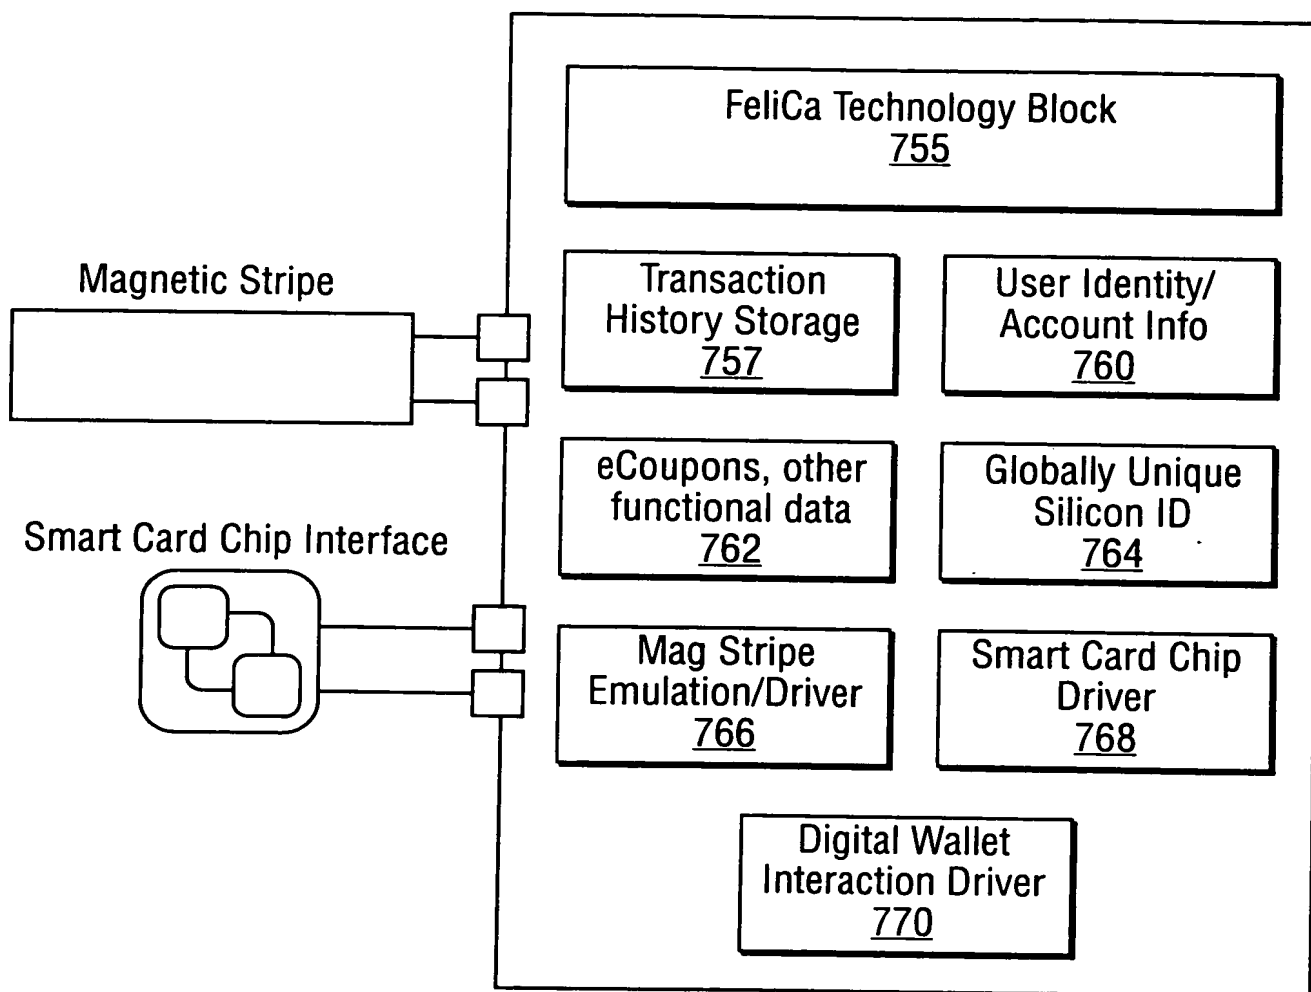 FeliCa Technology Block
755
Magnetic Stripe
Transaction
History Storage
757
User Identity/
Account Info
760
eCoupons, other
functional data
762
Globally Unique
Silicon ID
764
Smart Card Chip Interface
Mag Stripe
Emulation/Driver
766
Smart Card Chip
Driver
768
Digital Wallet
Interaction Driver
770